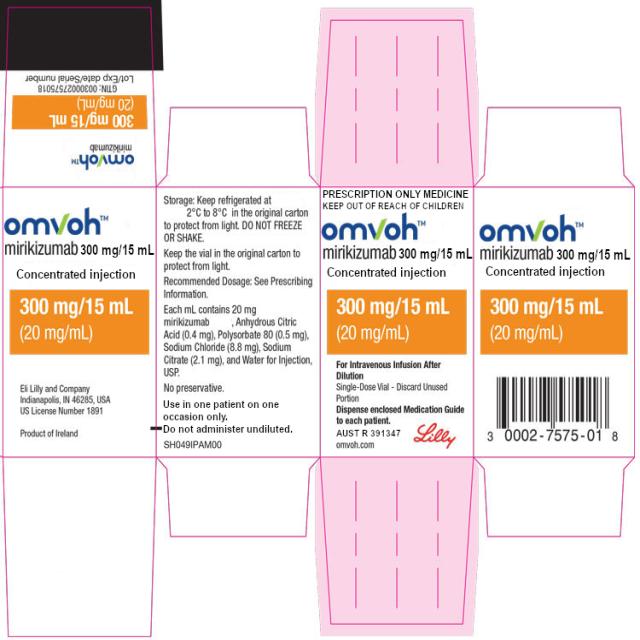 Lot/Exp date/Serial number
GTIN: 00300027575018
300 mg/15 mL
(20 mg/mL)
omvoh™
mirikizumab
omvoh™
mirikizumab 300 mg/15 mL
Concentrated injection
300 mg/15 mL
(20 mg/mL)
Eli Lilly and Company
Indianapolis, IN 46285, USA
US License Number 1891
Product of Ireland
Storage: Keep refrigerated at
2°C to 8°C in the original carton
to protect from light. DO NOT FREEZE
OR SHAKE.
Keep the vial in the original carton to
protect from light.
Recommended Dosage: See Prescribing
Information.
Each mL contains 20 mg
mirikizumab , Anhydrous Citric
Acid (0.4 mg), Polysorbate 80 (0.5 mg),
Sodium Chloride (8.8 mg), Sodium
Citrate (2.1 mg), and Water for Injection,
USP.
No preservative.
Use in one patient on one
occasion only.
Do not administer undiluted.
SH049IPAM00
PRESCRIPTION ONLY MEDICINE
KEEP OUT OF REACH OF CHILDREN
omvoh™
mirikizumab 300 mg/15 mL
Concentrated injection
300 mg/15 mL
(20 mg/mL)
For Intravenous Infusion After
Dilution
Single-Dose Vial - Discard Unused
Portion
Dispense enclosed Medication Guide
to each patient.
AUST R 391347
omvoh.com
Lilly
omvoh™
mirikizumab 300 mg/15 mL
Concentrated injection
300 mg/15 mL
(20 mg/mL)
3 0002-7575-01 8